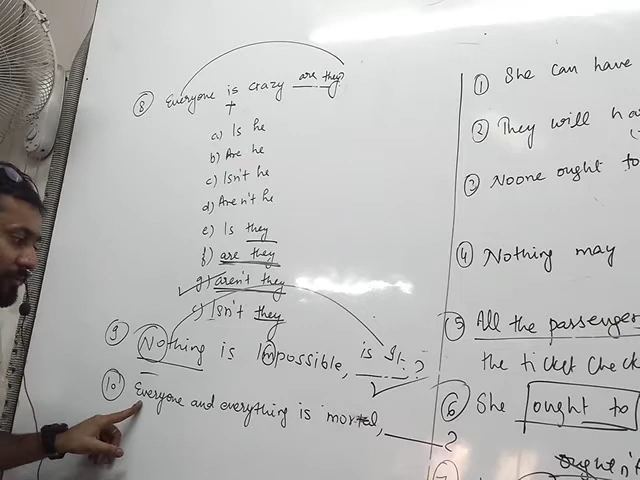 ⑧ Everyone is crazy are they?
+
a) Is he
b) Are he
c) Isn't he
d) Aren't he
e) Is they
f) are they
g) aren't they
c) Isn't they
⑨ Nothing is Impossible, is it ?
⑩ Everyone and everything is mortal, ____ ?
① She can have
② They will ha
③ Noone ought to
④ Nothing may
⑤ All the passenger
the ticket check
⑥ She ought to
oughtn't